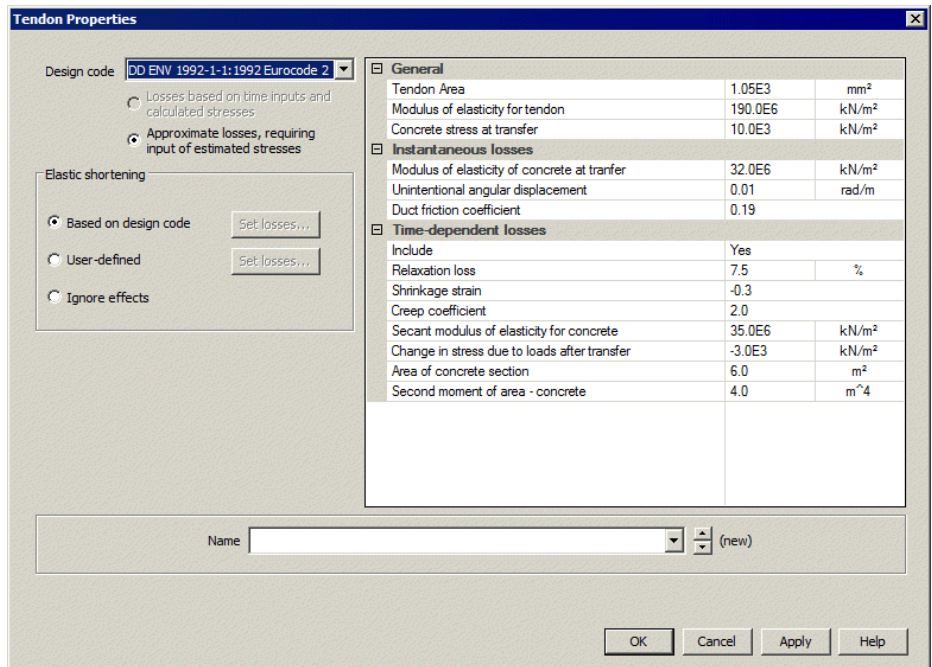 Tendon Properties
Design code DD ENV 1992-1-1:1992 Eurocode 2
Losses based on time inputs and
calculated stresses
Approximate losses, requiring
input of estimated stresses
Elastic shortening
Based on design code Set losses...
User-defined Set losses...
Ignore effects
General
Tendon Area 1.05E3 mm²
Modulus of elasticity for tendon 190.0E6 kN/m²
Concrete stress at transfer 10.0E3 kN/m²
Instantaneous losses
Modulus of elasticity of concrete at tranfer 32.0E6 kN/m²
Unintentional angular displacement 0.01 rad/m
Duct friction coefficient 0.19
Time-dependent losses
Include Yes
Relaxation loss 7.5 %
Shrinkage strain -0.3
Creep coefficient 2.0
Secant modulus of elasticity for concrete 35.0E6 kN/m²
Change in stress due to loads after transfer -3.0E3 kN/m²
Area of concrete section 6.0 m²
Second moment of area - concrete 4.0 m^4
Name (new)
OK Cancel Apply Help